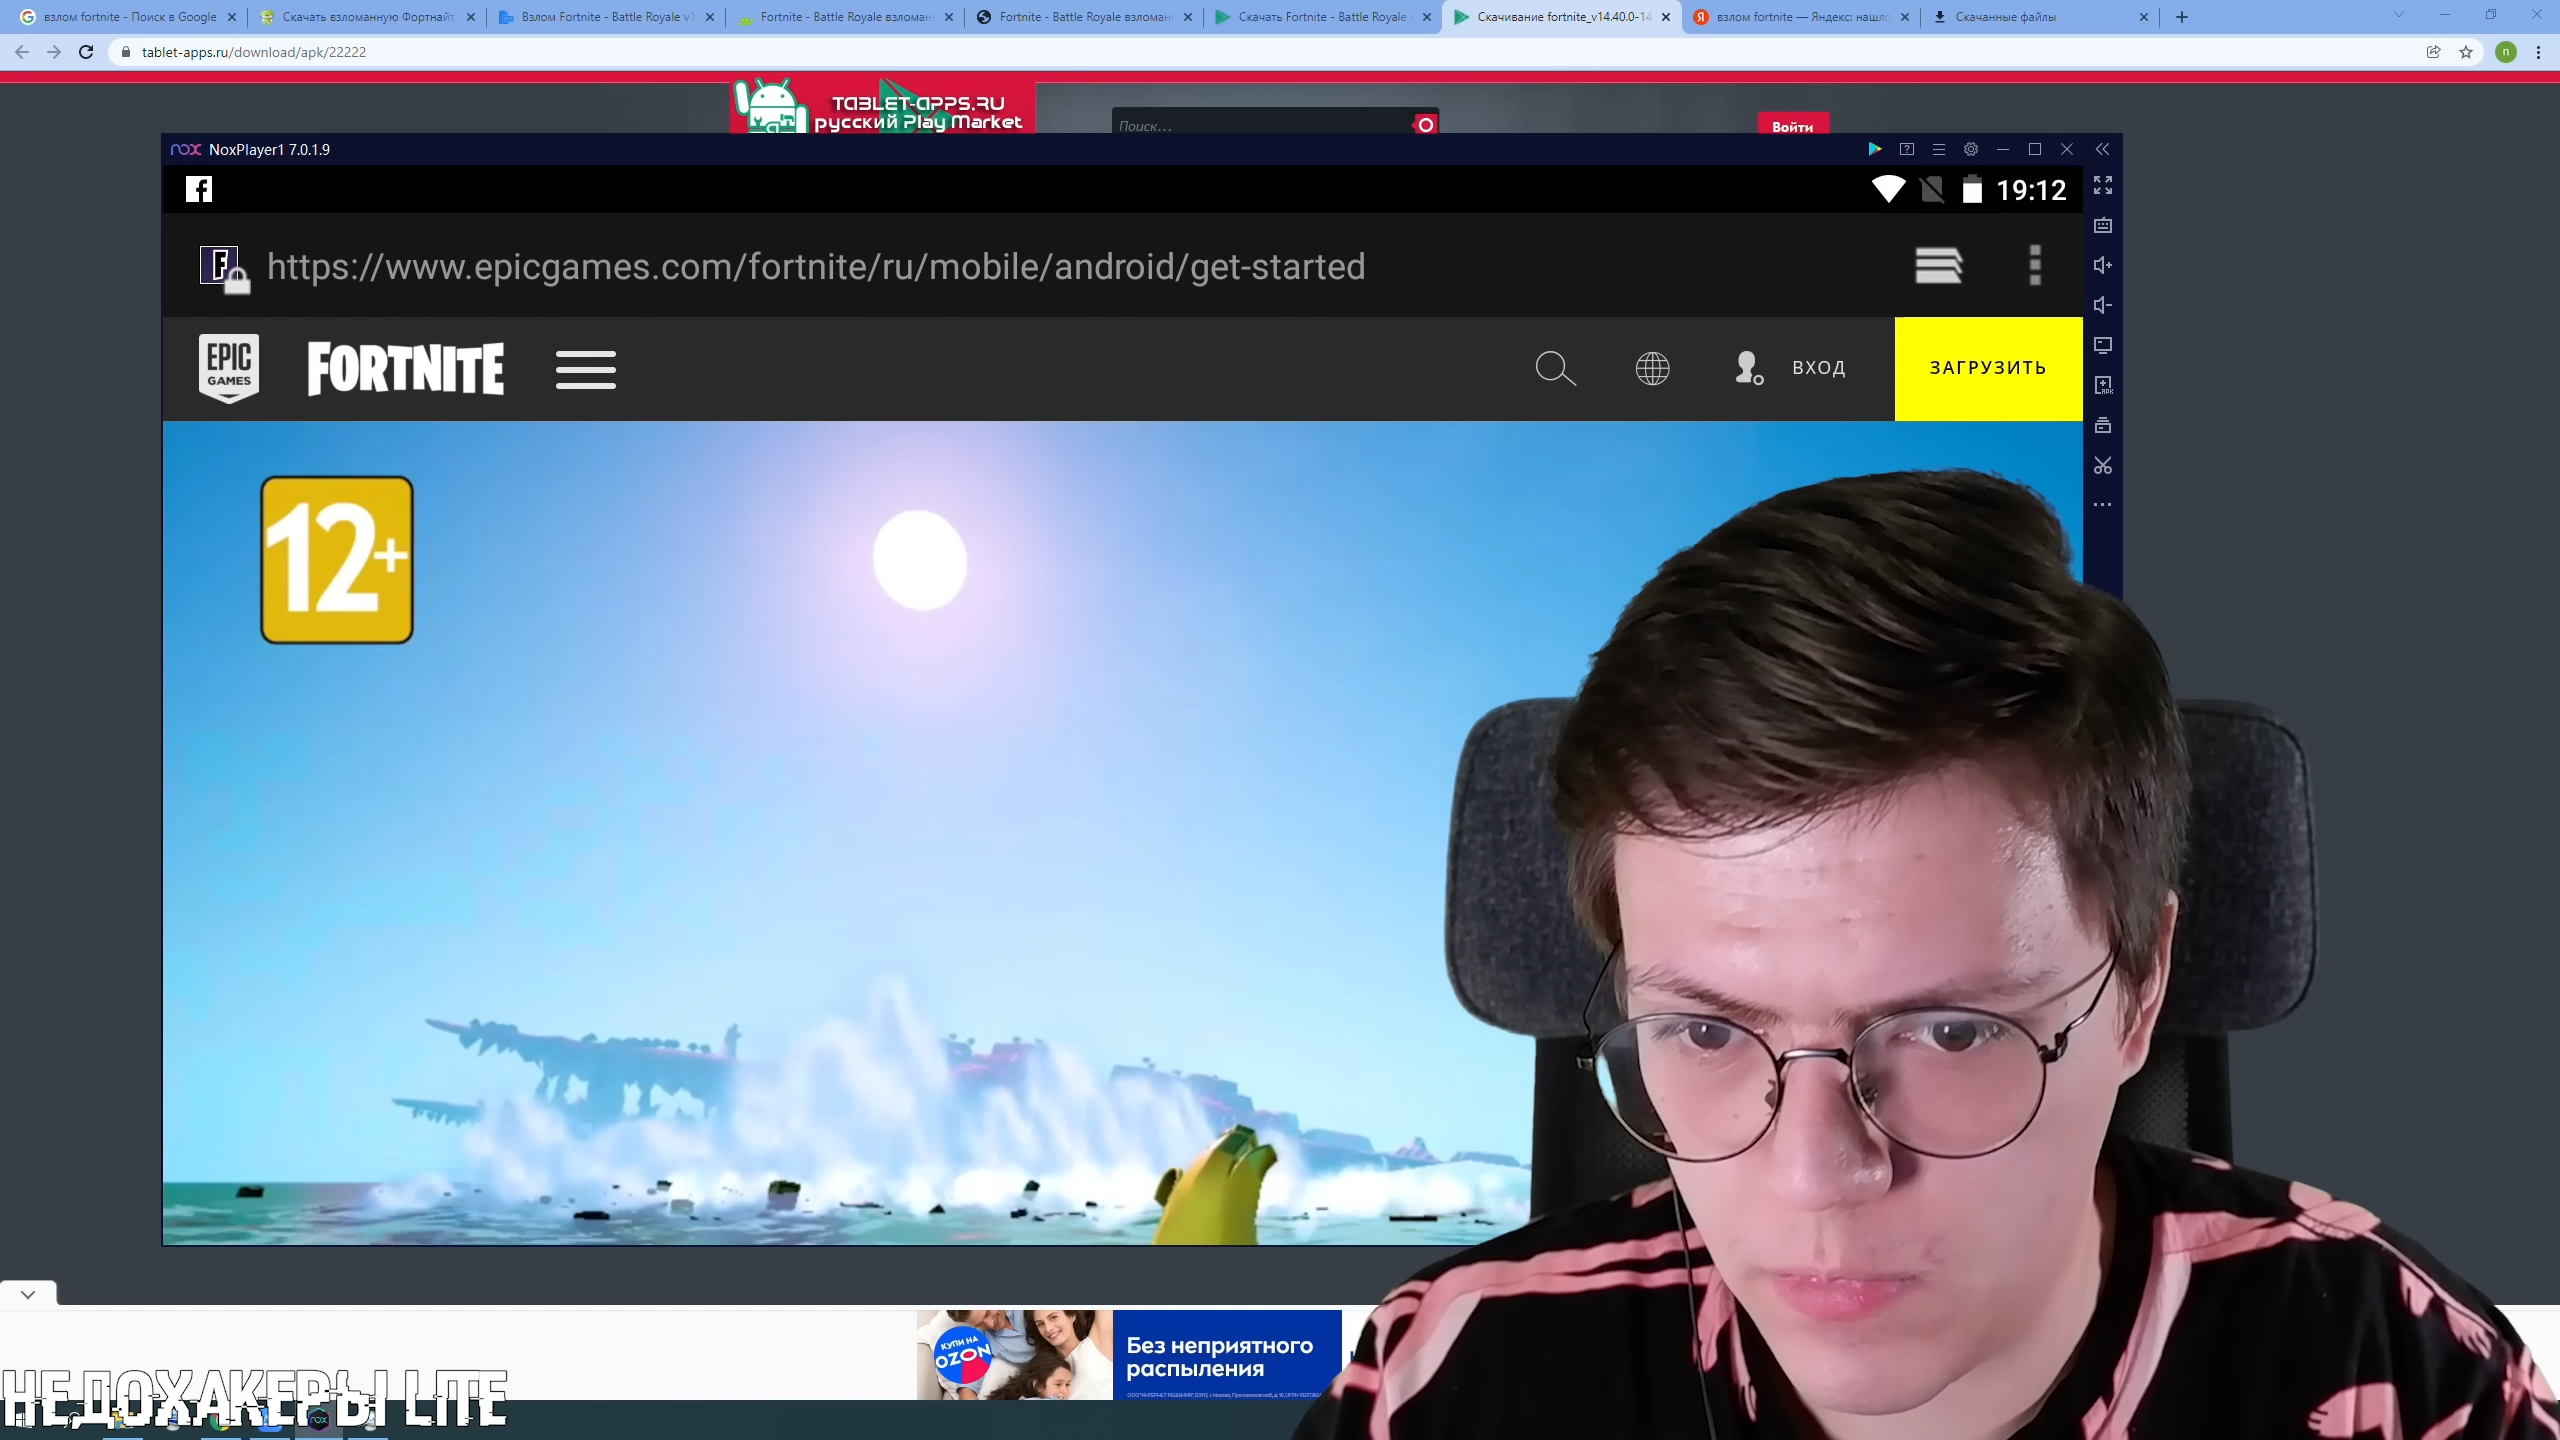 взлом fortnite - Поиск в Google
Скачать взломанную Фортнайт
Взлом Fortnite - Battle Royale v1
Fortnite - Battle Royale взломан
Fortnite - Battle Royale взломан
Скачать Fortnite - Battle Royale
Скачивание fortnite_v14.40.0-14
взлом fortnite — Яндекс: нашло
Скачанные файлы
tablet-apps.ru/download/apk/22222
n
TABLET-APPS.RU
русский Play Market
Поиск...
Войти
nox NoxPlayer1 7.0.1.9
19:12
https://www.epicgames.com/fortnite/ru/mobile/android/get-started
EPIC GAMES
FORTNITE
ВХОД
ЗАГРУЗИТЬ
12+
КУПИ НА
OZON
Без неприятного
распыления
НЕДОХАКЕРЫ LITE